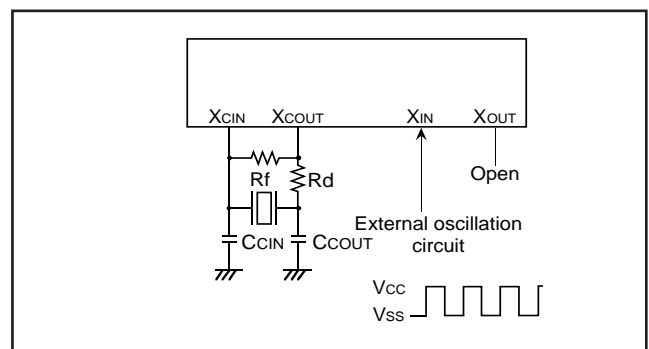 XCIN XCOUT XIN XOUT
Rf Rd Open
External oscillation
circuit
CCIN CCOUT
VCC
VSS